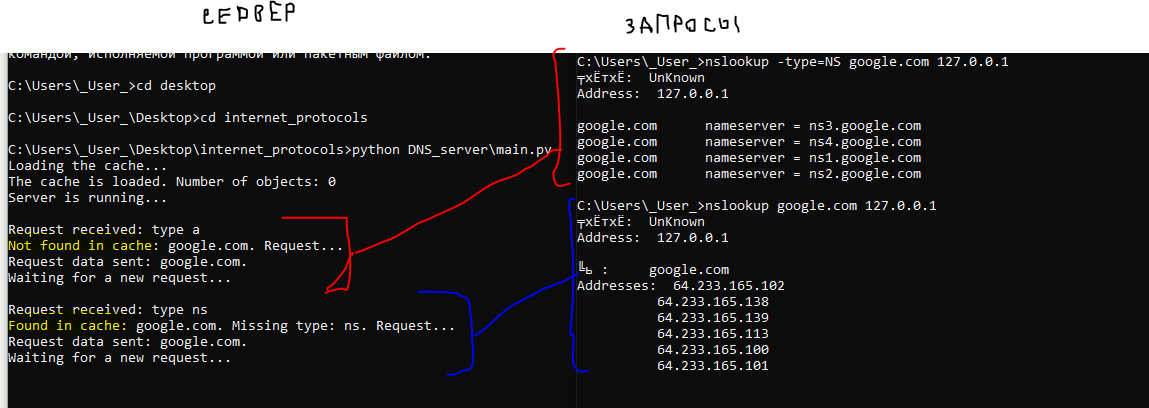 СЕРВЕР
ЗАПРОСЫ
командой, исполняемой программой или пакетным файлом.
C:\Users\_User_>cd desktop
C:\Users\_User_\Desktop>cd internet_protocols
C:\Users\_User_\Desktop\internet_protocols>python DNS_server\main.py
Loading the cache...
The cache is loaded. Number of objects: 0
Server is running...
Request received: type a
Not found in cache: google.com. Request...
Request data sent: google.com.
Waiting for a new request...
Request received: type ns
Found in cache: google.com. Missing type: ns. Request...
Request data sent: google.com.
Waiting for a new request...
C:\Users\_User_>nslookup -type=NS google.com 127.0.0.1
╤хЁтхЁ:  UnKnown
Address:  127.0.0.1
google.com      nameserver = ns3.google.com
google.com      nameserver = ns4.google.com
google.com      nameserver = ns1.google.com
google.com      nameserver = ns2.google.com
C:\Users\_User_>nslookup google.com 127.0.0.1
╤хЁтхЁ:  UnKnown
Address:  127.0.0.1
╚ь :     google.com
Addresses:  64.233.165.102
64.233.165.138
64.233.165.139
64.233.165.113
64.233.165.100
64.233.165.101